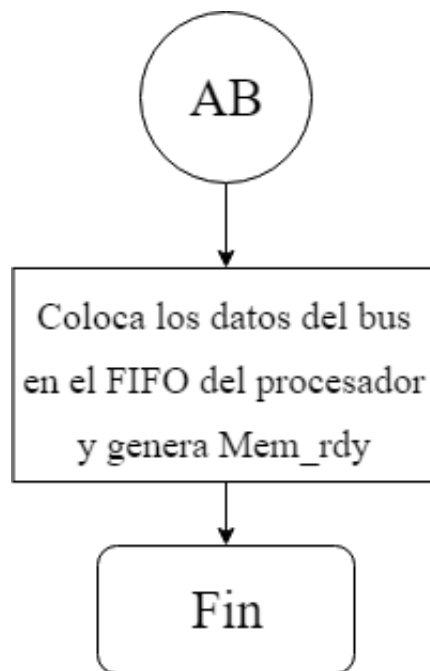 AB
Coloca los datos del bus
en el FIFO del procesador
y genera Mem_rdy
Fin